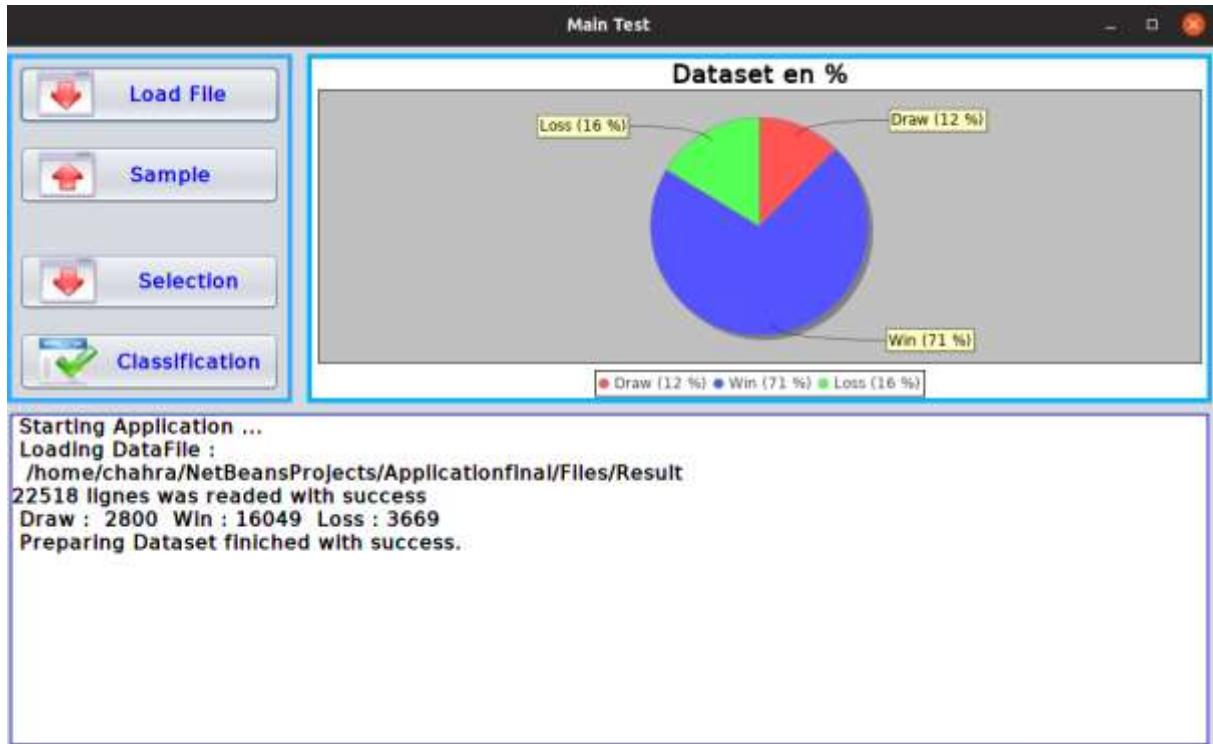 Main Test
Load File
Sample
Selection
Classification
Dataset en %
Loss (16 %)
Draw (12 %)
Win (71 %)
Draw (12 %) Win (71 %) Loss (16 %)
Starting Application ...
Loading DataFile :
/home/chahra/NetBeansProjects/Applicationfinal/Files/Result
22518 lignes was readed with success
Draw : 2800 Win : 16049 Loss : 3669
Preparing Dataset finiched with success.